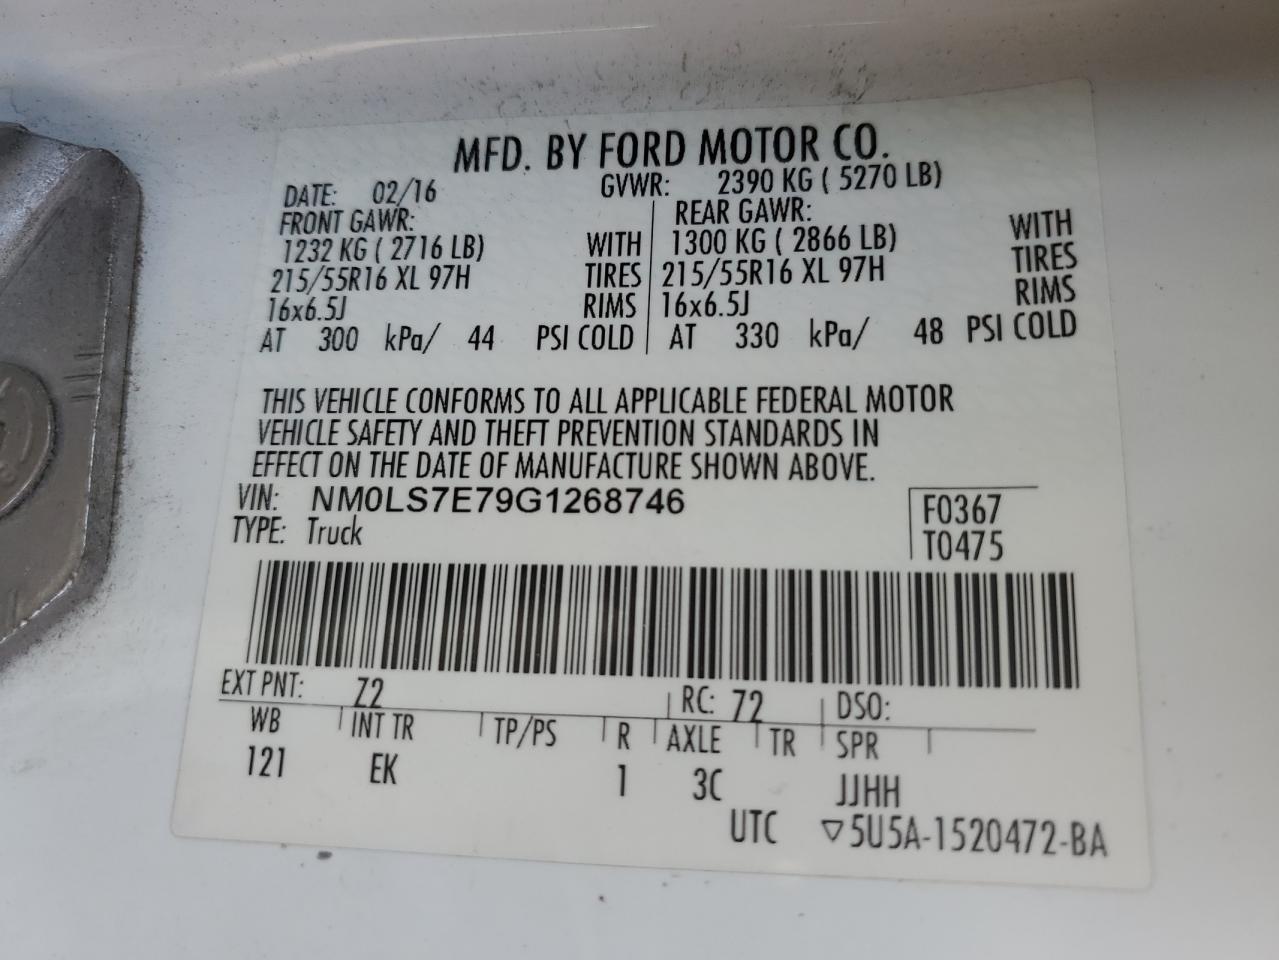 MFD. BY FORD MOTOR CO.
DATE: 02/16 GVWR: 2390 KG ( 5270 LB)
FRONT GAWR: REAR GAWR:
1232 KG ( 2716 LB) WITH 1300 KG ( 2866 LB) WITH
215/55R16 XL 97H TIRES 215/55R16 XL 97H TIRES
16x6.5J RIMS 16x6.5J RIMS
AT 300 kPa/ 44 PSI COLD AT 330 kPa/ 48 PSI COLD
THIS VEHICLE CONFORMS TO ALL APPLICABLE FEDERAL MOTOR
VEHICLE SAFETY AND THEFT PREVENTION STANDARDS IN
EFFECT ON THE DATE OF MANUFACTURE SHOWN ABOVE.
VIN: NM0LS7E79G1268746 F0367
TYPE: Truck T0475
EXT PNT: Z2 RC: 72 DSO:
WB INT TR TP/PS R AXLE TR SPR
121 EK 1 3C JJHH
UTC ▽5U5A-1520472-BA